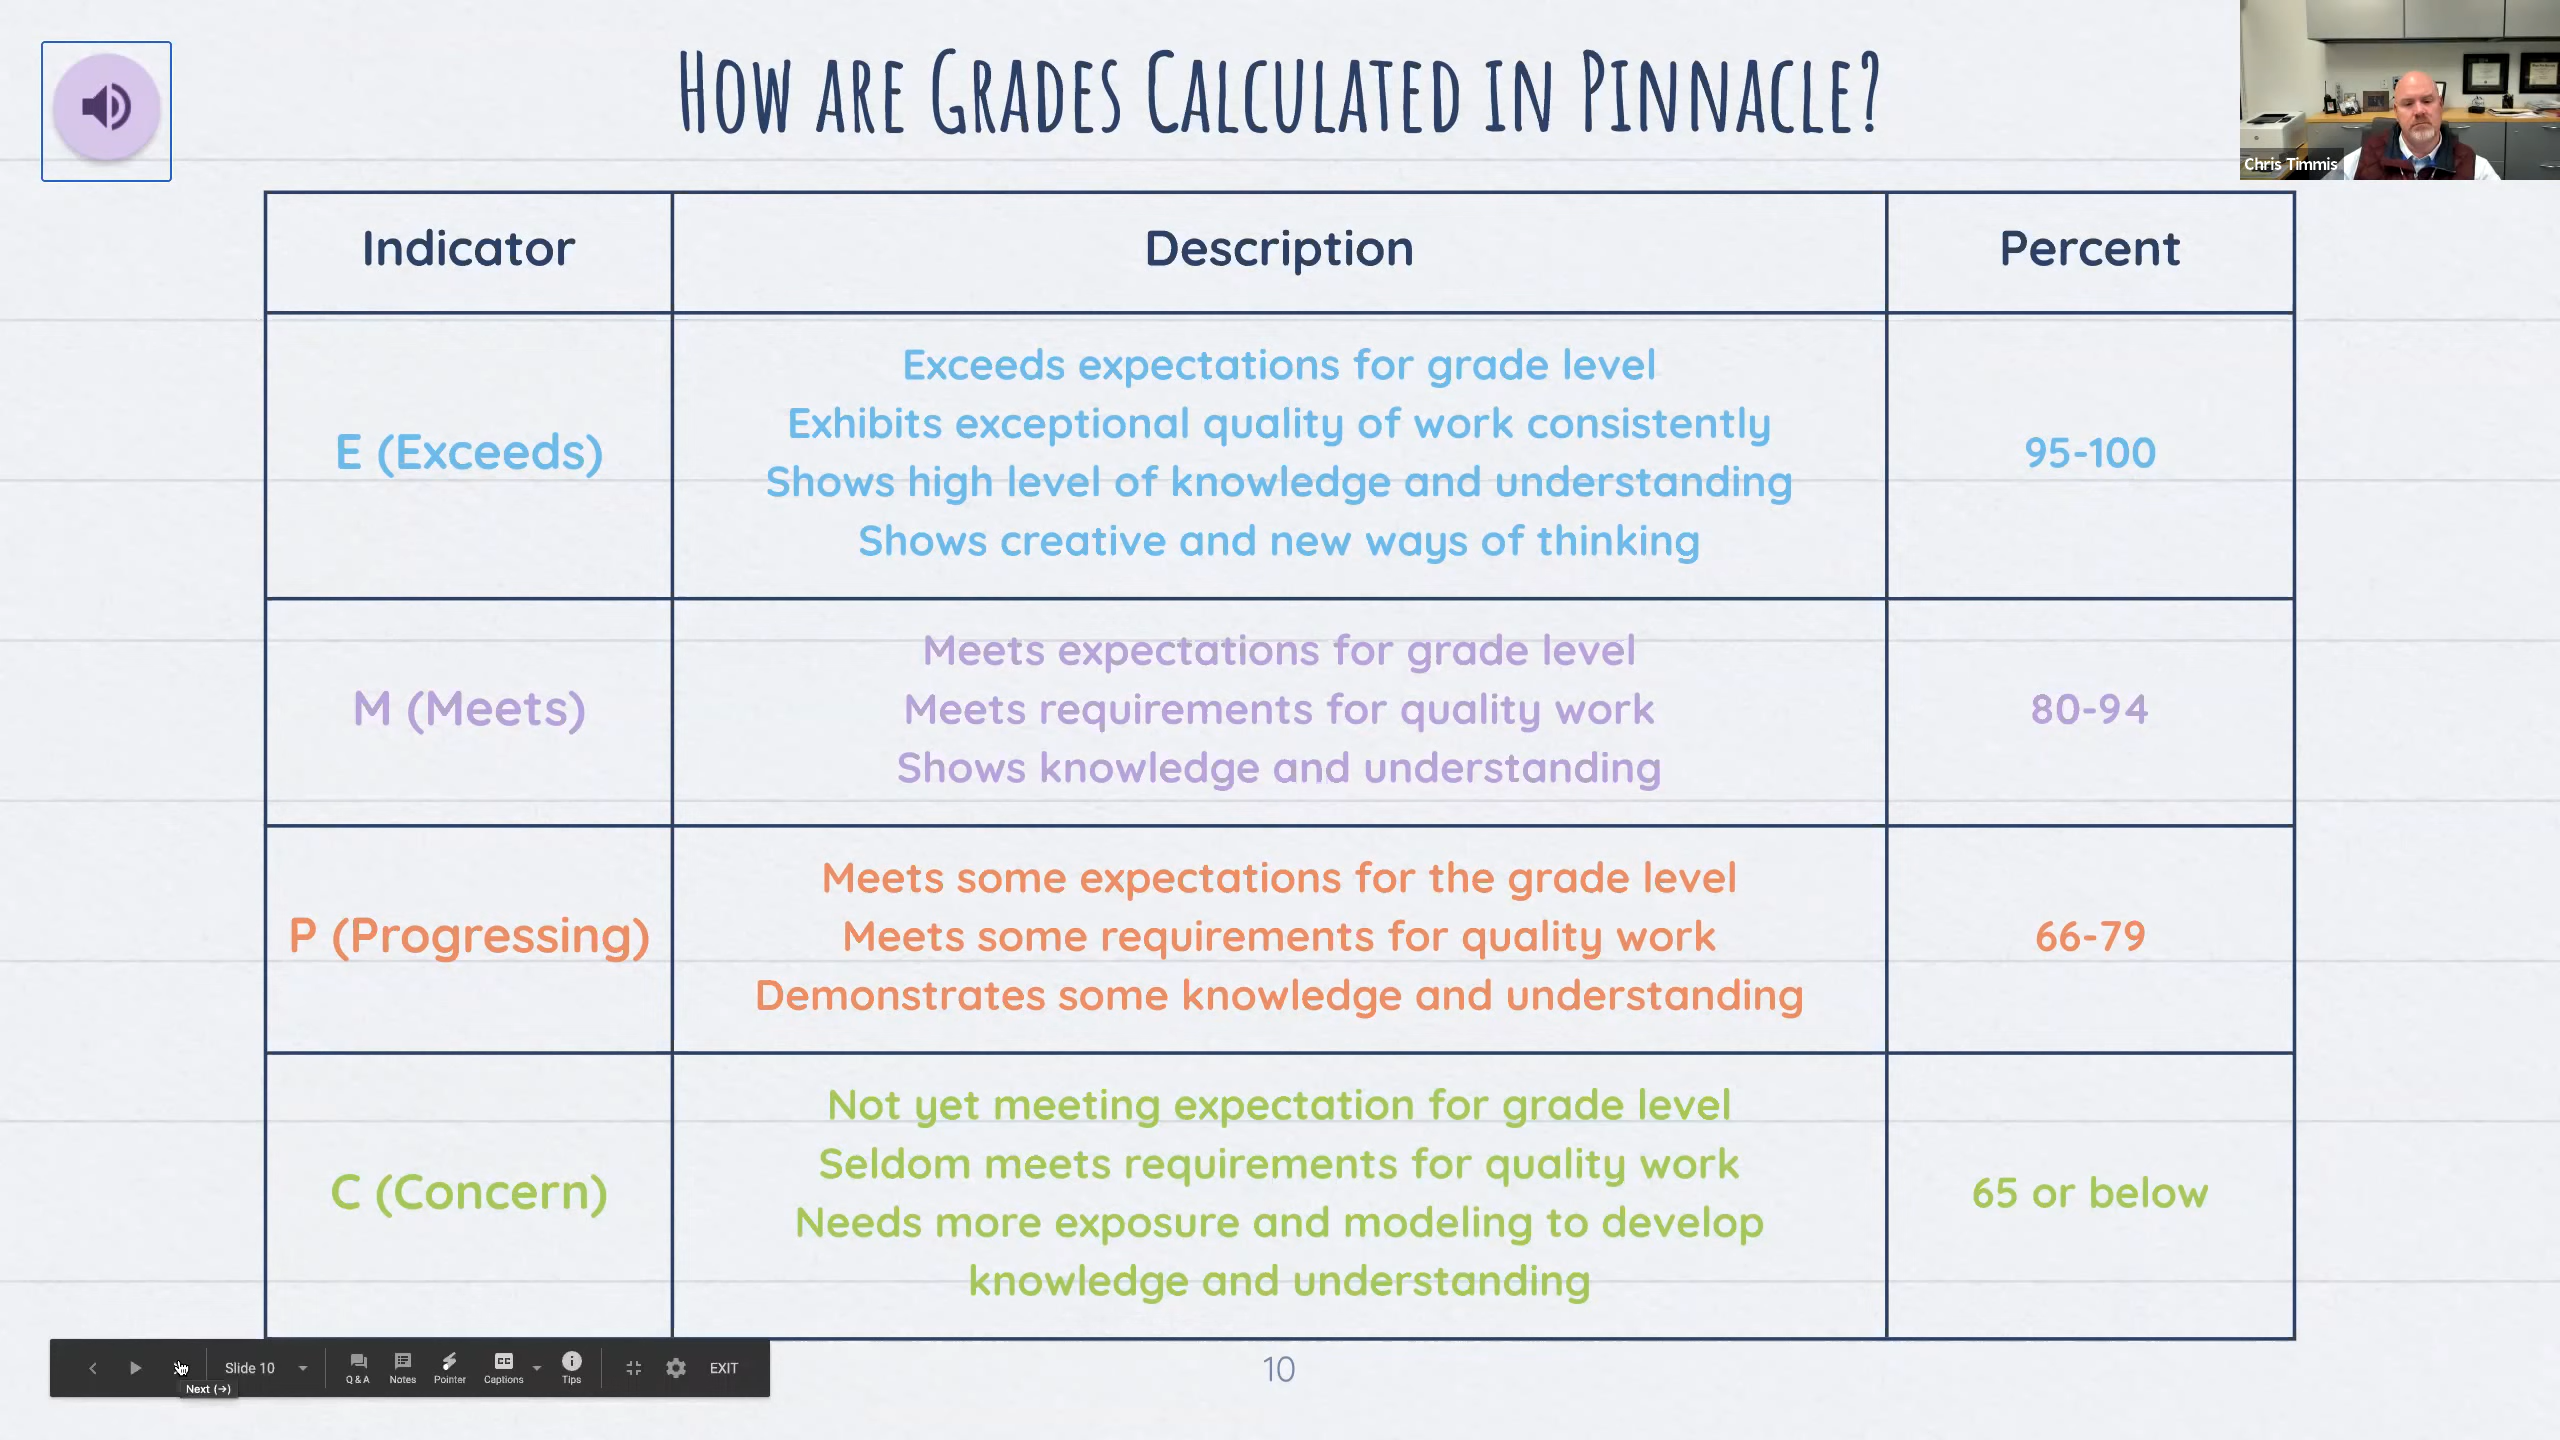 How are Grades Calculated in Pinnacle?
Chris Timmis
Indicator
Description
Percent
E (Exceeds)
Exceeds expectations for grade level
Exhibits exceptional quality of work consistently
Shows high level of knowledge and understanding
Shows creative and new ways of thinking
95-100
M (Meets)
Meets expectations for grade level
Meets requirements for quality work
Shows knowledge and understanding
80-94
P (Progressing)
Meets some expectations for the grade level
Meets some requirements for quality work
Demonstrates some knowledge and understanding
66-79
C (Concern)
Not yet meeting expectation for grade level
Seldom meets requirements for quality work
Needs more exposure and modeling to develop
knowledge and understanding
65 or below
Slide 10
CC
Q & A
Notes
Pointer
Captions
Tips
EXIT
Next (→)
10